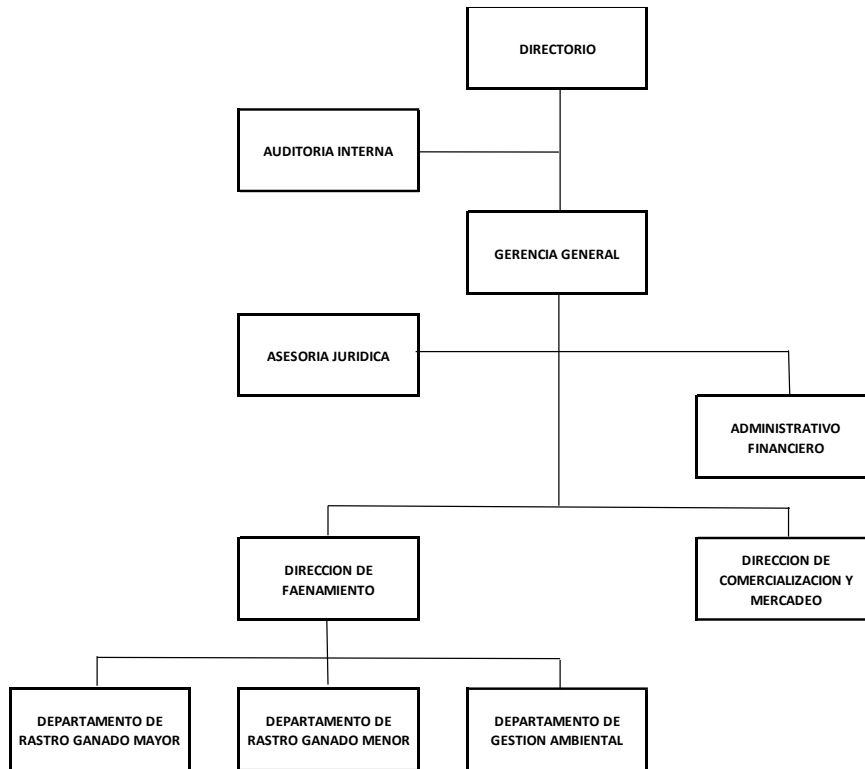 DIRECTORIO
AUDITORIA INTERNA
GERENCIA GENERAL
ASESORIA JURIDICA
ADMINISTRATIVO
FINANCIERO
DIRECCION DE
FAENAMIENTO
DIRECCION DE
COMERCIALIZACION Y
MERCADEO
DEPARTAMENTO DE
RASTRO GANADO MAYOR
DEPARTAMENTO DE
RASTRO GANADO MENOR
DEPARTAMENTO DE
GESTION AMBIENTAL